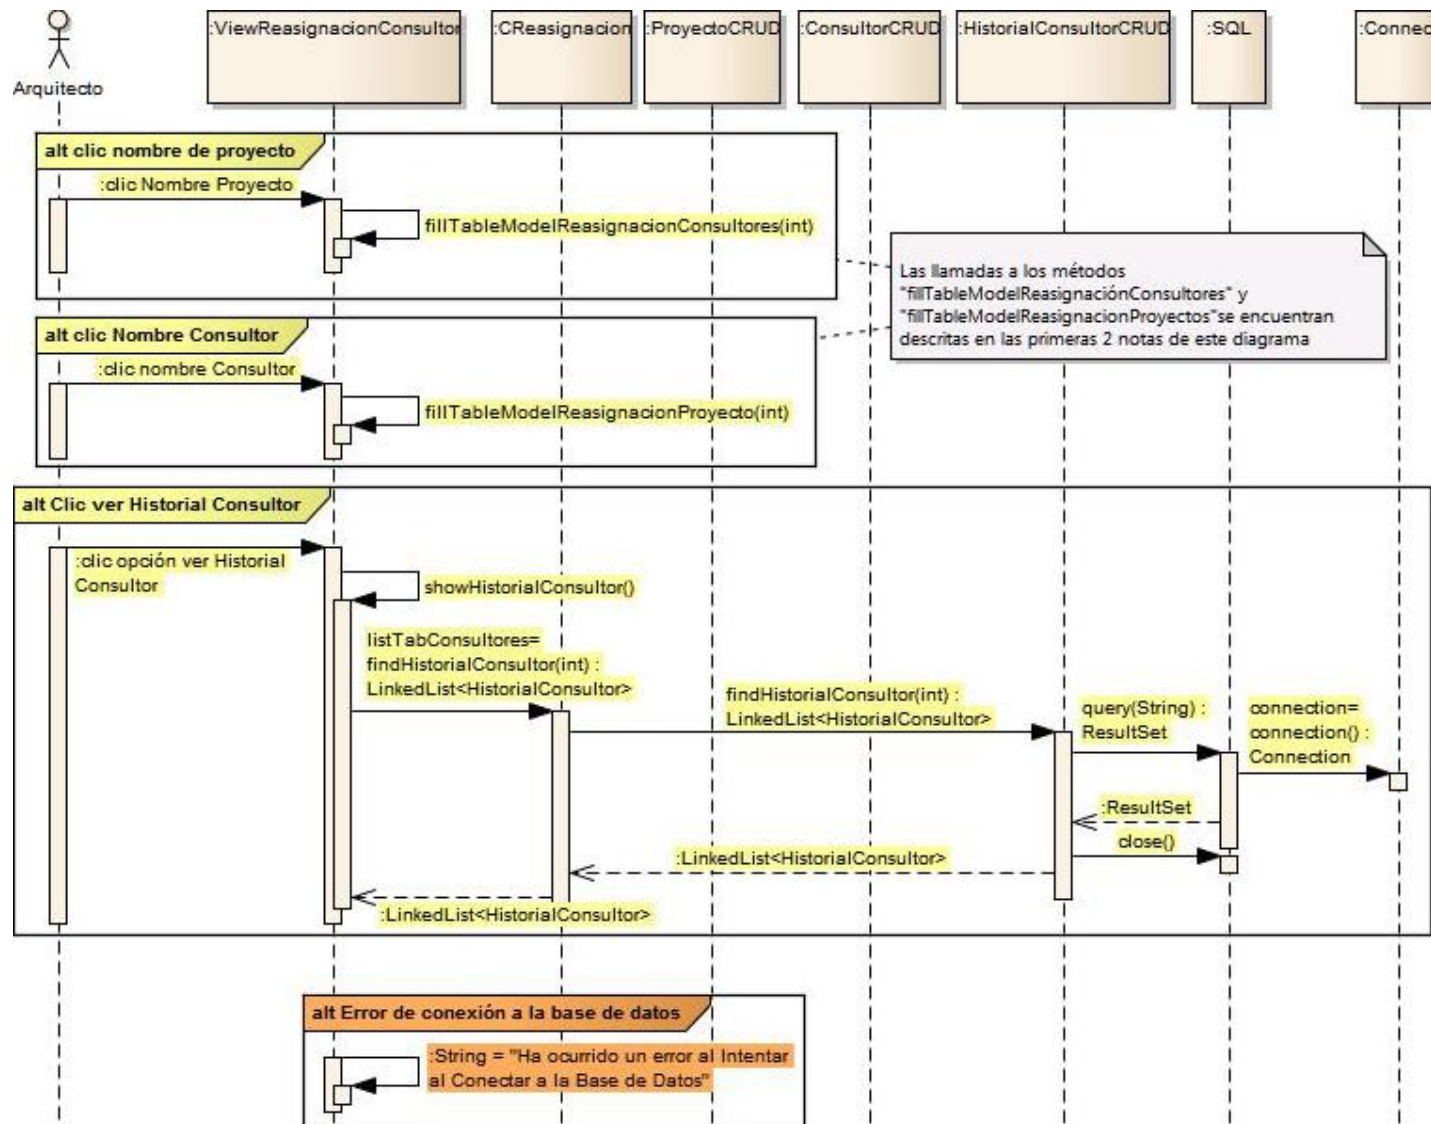 :ViewReasignacionConsultor
:CReasignacion
:ProyectoCRUD
:ConsultorCRUD
:HistorialConsultorCRUD
:SQL
:Connec
Arquitecto
alt clic nombre de proyecto
:clic Nombre Proyecto
fillTableModelReasignacionConsultores(int)
Las llamadas a los métodos
"fillTableModelReasignaciónConsultores" y
"fillTableModelReasignacionProyectos"se encuentran
descritas en las primeras 2 notas de este diagrama
alt clic Nombre Consultor
:clic nombre Consultor
fillTableModelReasignacionProyecto(int)
alt Clic ver Historial Consultor
:clic opción ver Historial
Consultor
showHistorialConsultor()
listTabConsultores=
findHistorialConsultor(int) :
LinkedList<HistorialConsultor>
findHistorialConsultor(int) :
LinkedList<HistorialConsultor>
query(String) :
ResultSet
connection=
connection() :
Connection
:ResultSet
close()
:LinkedList<HistorialConsultor>
:LinkedList<HistorialConsultor>
alt Error de conexión a la base de datos
:String = "Ha ocurrido un error al Intentar
al Conectar a la Base de Datos"